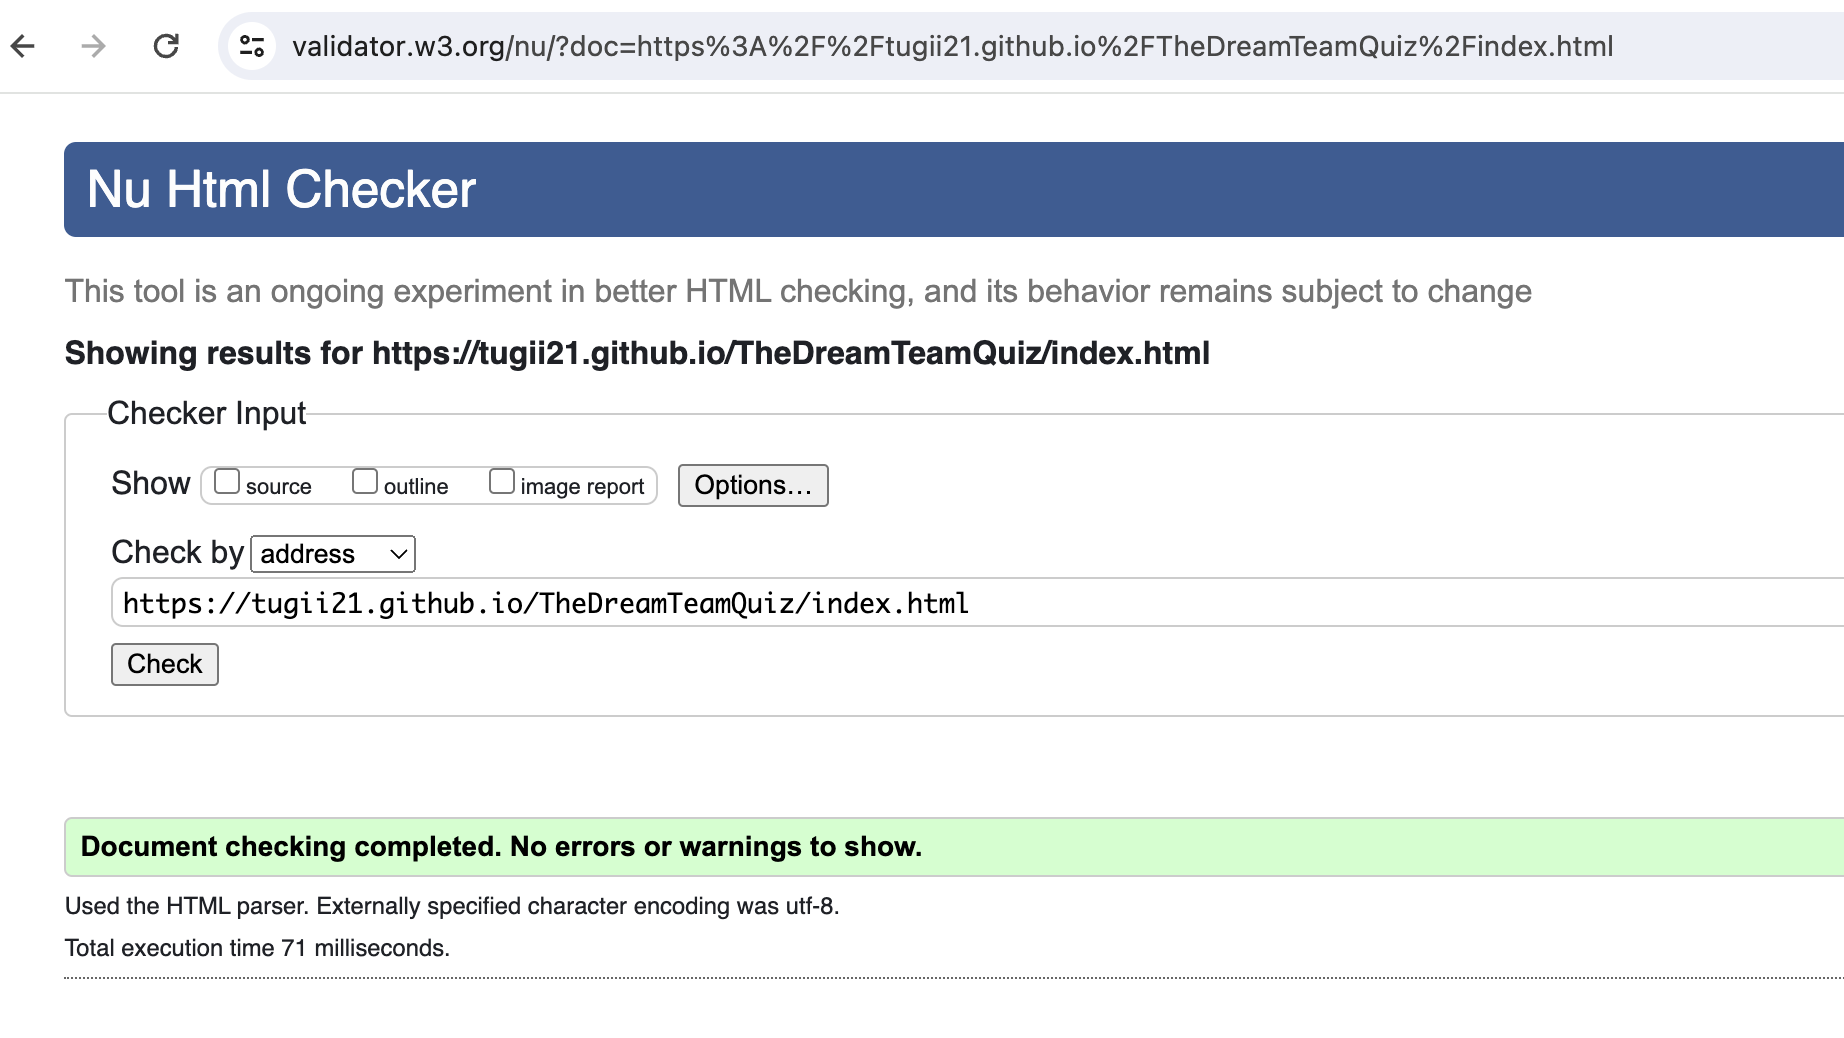 validator.w3.org/nu/?doc=https%3A%2F%2Ftugii21.github.io%2FTheDreamTeamQuiz%2Findex.html
Nu Html Checker
This tool is an ongoing experiment in better HTML checking, and its behavior remains subject to change
Showing results for https://tugii21.github.io/TheDreamTeamQuiz/index.html
Checker Input
Show source outline image report Options...
Check by address
https://tugii21.github.io/TheDreamTeamQuiz/index.html
Check
Document checking completed. No errors or warnings to show.
Used the HTML parser. Externally specified character encoding was utf-8.
Total execution time 71 milliseconds.